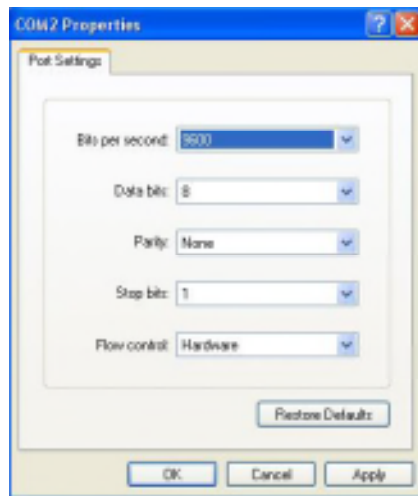 COM2 Properties
Port Settings
Bits per second: 9600
Data bits: 8
Parity: None
Stop bits: 1
Flow control: Hardware
Restore Defaults
OK Cancel Apply